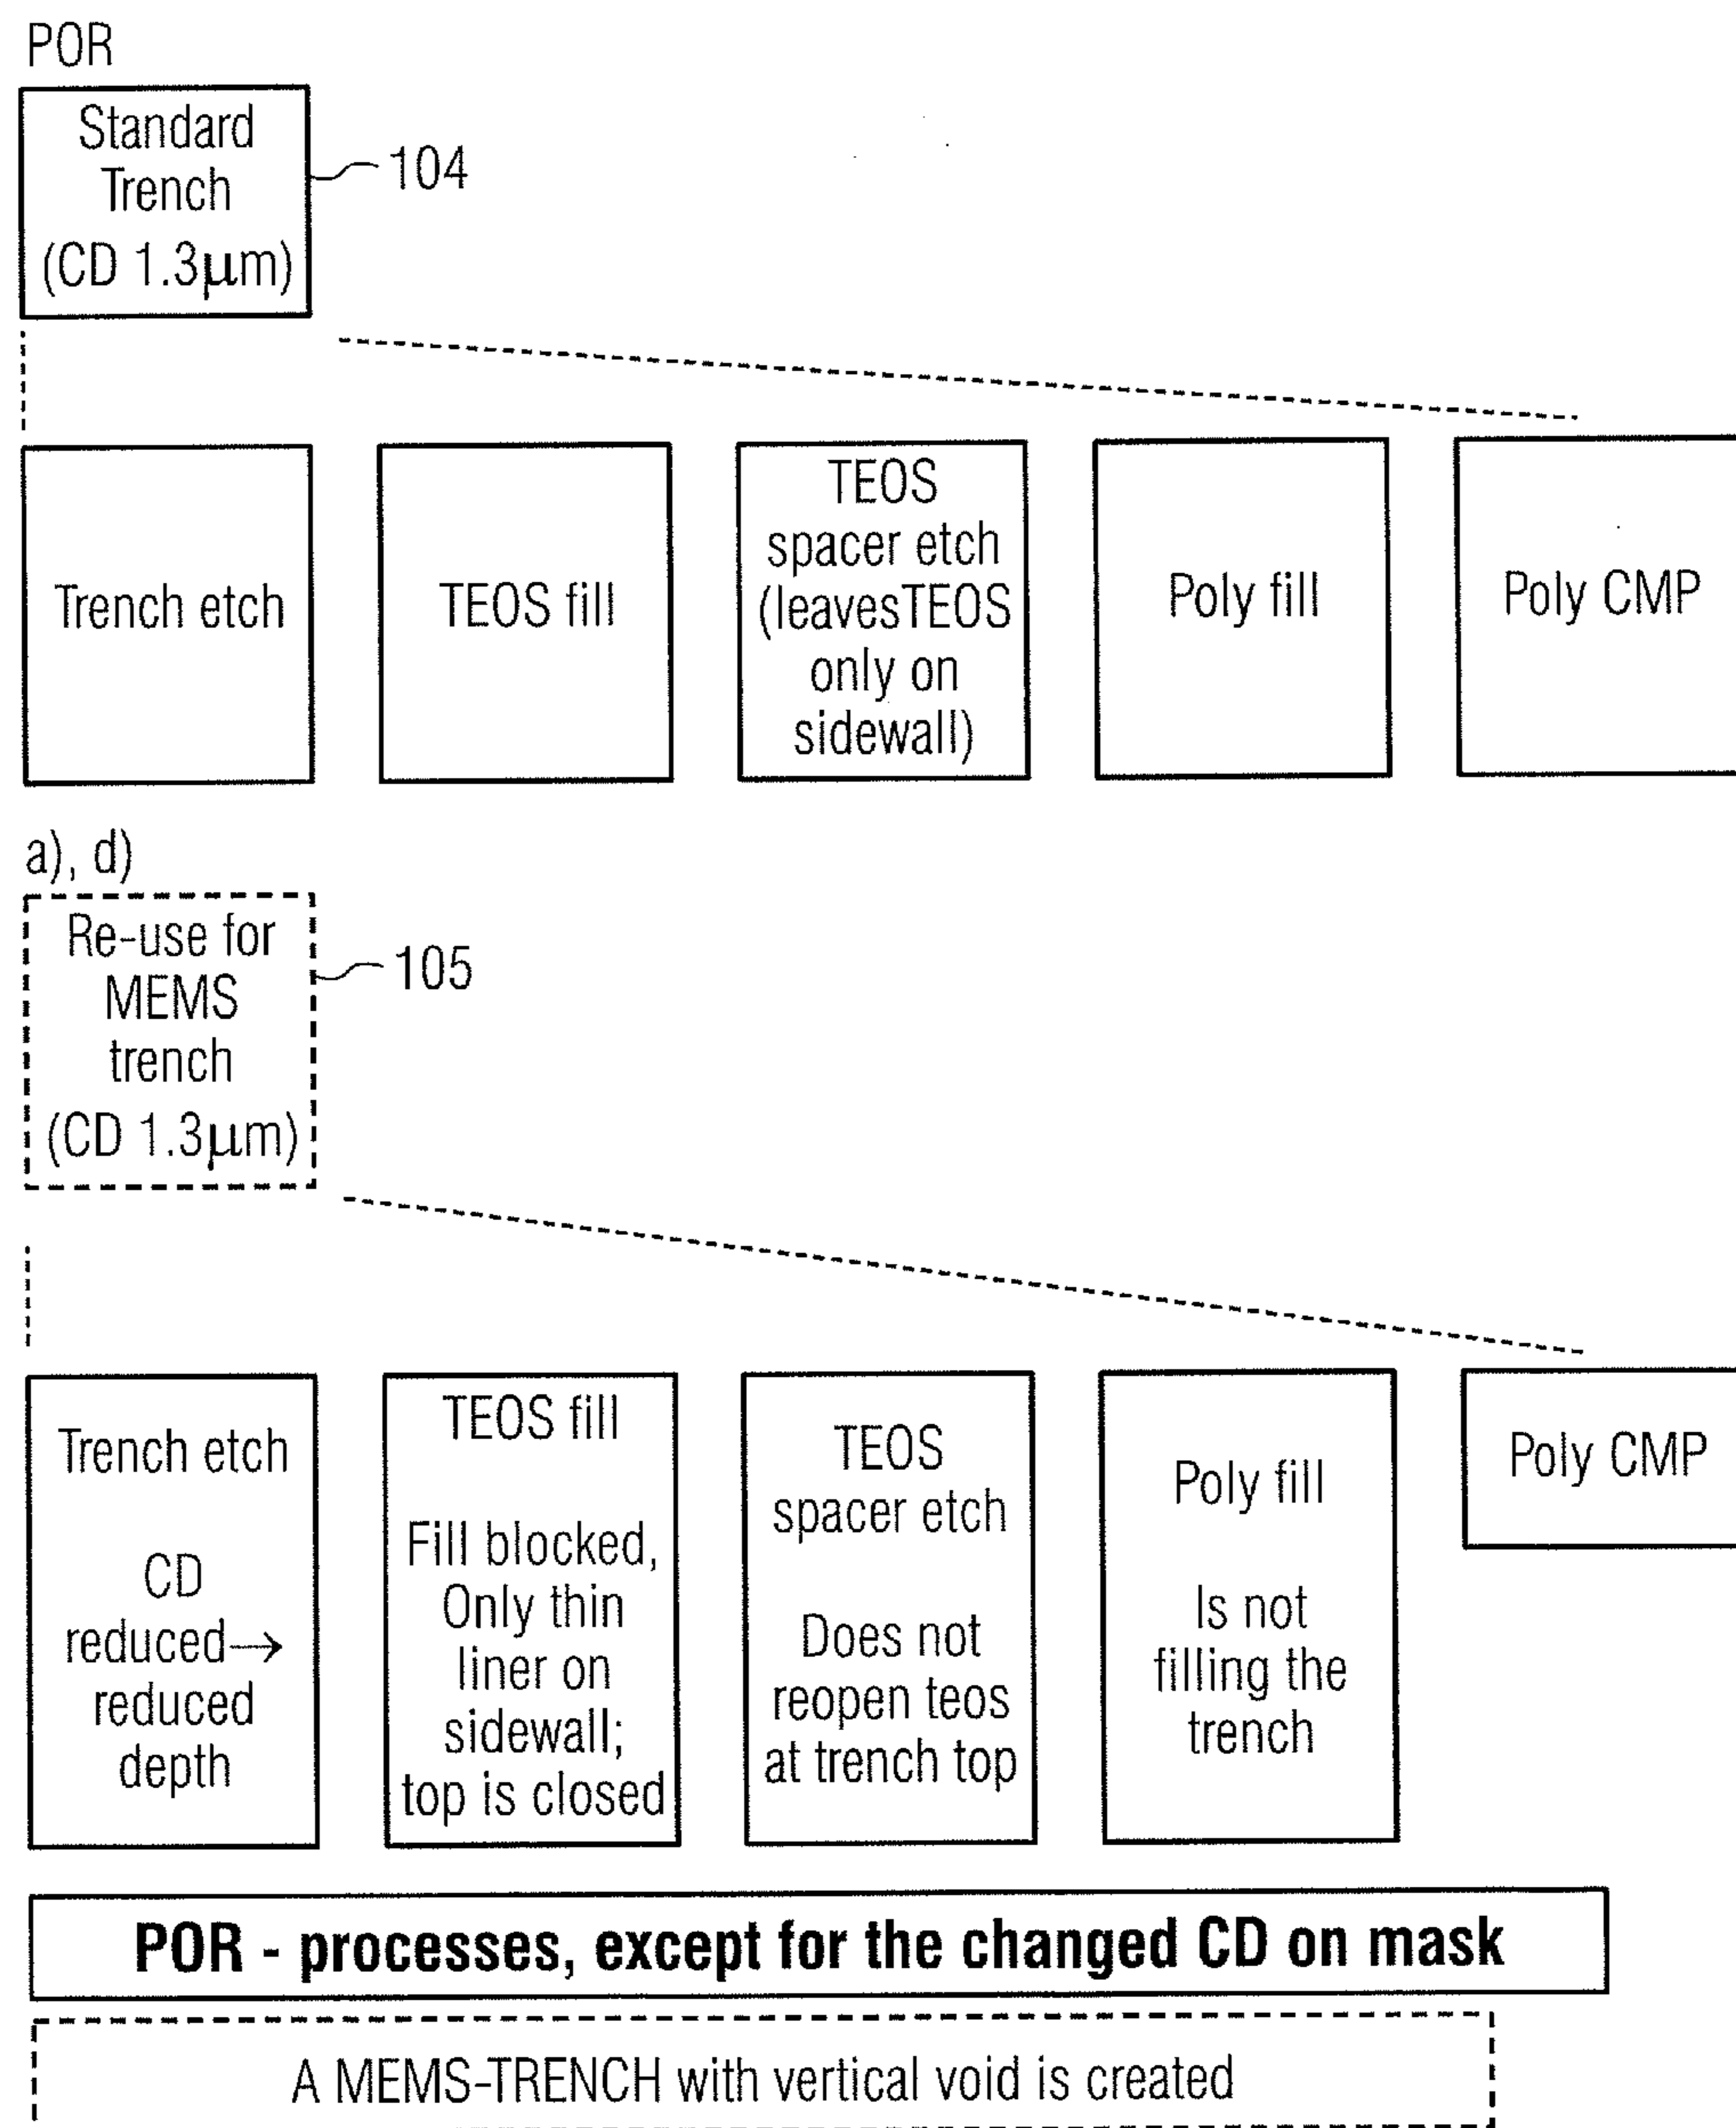 POR
Standard
Trench
(CD 1.3μm)
104
Trench etch
TEOS fill
TEOS
spacer etch
(leavesTEOS
only on
sidewall)
Poly fill
Poly CMP
a), d)
Re-use for
MEMS
trench
(CD 1.3μm)
105
Trench etch
CD
reduced→
reduced
depth
TEOS fill
Fill blocked,
Only thin
liner on
sidewall;
top is closed
TEOS
spacer etch
Does not
reopen teos
at trench top
Poly fill
Is not
filling the
trench
Poly CMP
POR - processes, except for the changed CD on mask
A MEMS-TRENCH with vertical void is created